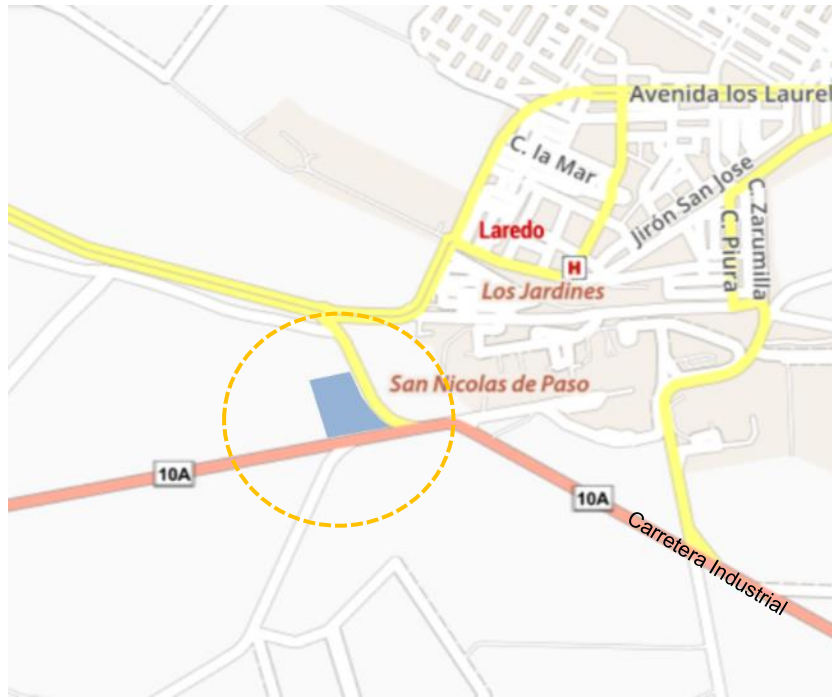 Avenida los Laurel
C. la Mar
Jirón San Jose
C. Zarumilla
C. Piura
Laredo
H
Los Jardines
San Nicolas de Paso
10A
10A
Carretera Industrial